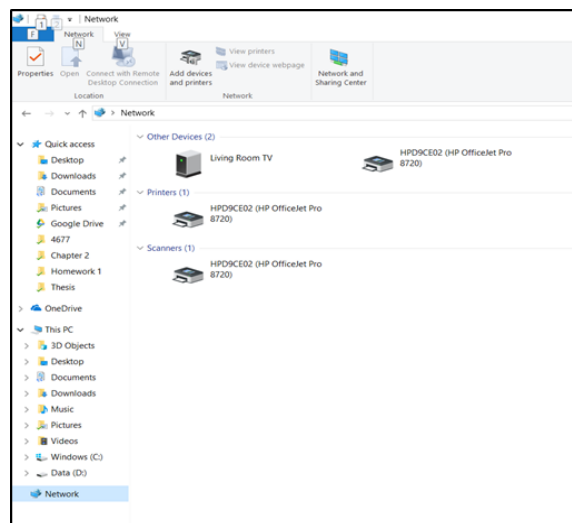 Network
1
2
F
Network
View
N
V
Properties
Open
Connect with Remote
Desktop Connection
Add devices
and printers
View printers
View device webpage
Network and
Sharing Center
Location
Network
Network
Quick access
Desktop
Downloads
Documents
Pictures
Google Drive
4677
Chapter 2
Homework 1
Thesis
OneDrive
This PC
3D Objects
Desktop
Documents
Downloads
Music
Pictures
Videos
Windows (C:)
Data (D:)
Network
Other Devices (2)
Living Room TV
HPD9CE02 (HP OfficeJet Pro
8720)
Printers (1)
HPD9CE02 (HP OfficeJet Pro
8720)
Scanners (1)
HPD9CE02 (HP OfficeJet Pro
8720)